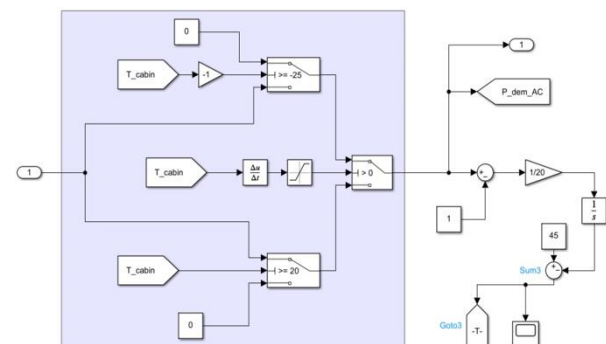 0
>= -25
1
T_cabin
-1
P_dem_AC
1
T_cabin
Δu
Δt
> 0
+
-
1/20
1
1
s
45
T_cabin
>= 20
Sum3
+
-
0
Goto3
-T-